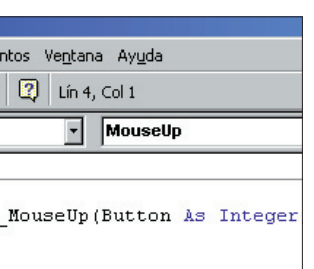 ntos Ventana Ayuda
Lín 4, Col 1
MouseUp
_MouseUp(Button As Integer